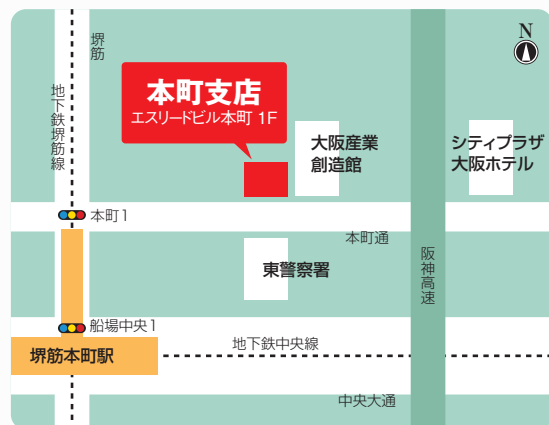 N
堺筋
地下鉄堺筋線
本町支店
エスリードビル本町 1F
大阪産業
創造館
シティプラザ
大阪ホテル
本町1
本町通
東警察署
阪神高速
船場中央1
地下鉄中央線
堺筋本町駅
中央大通